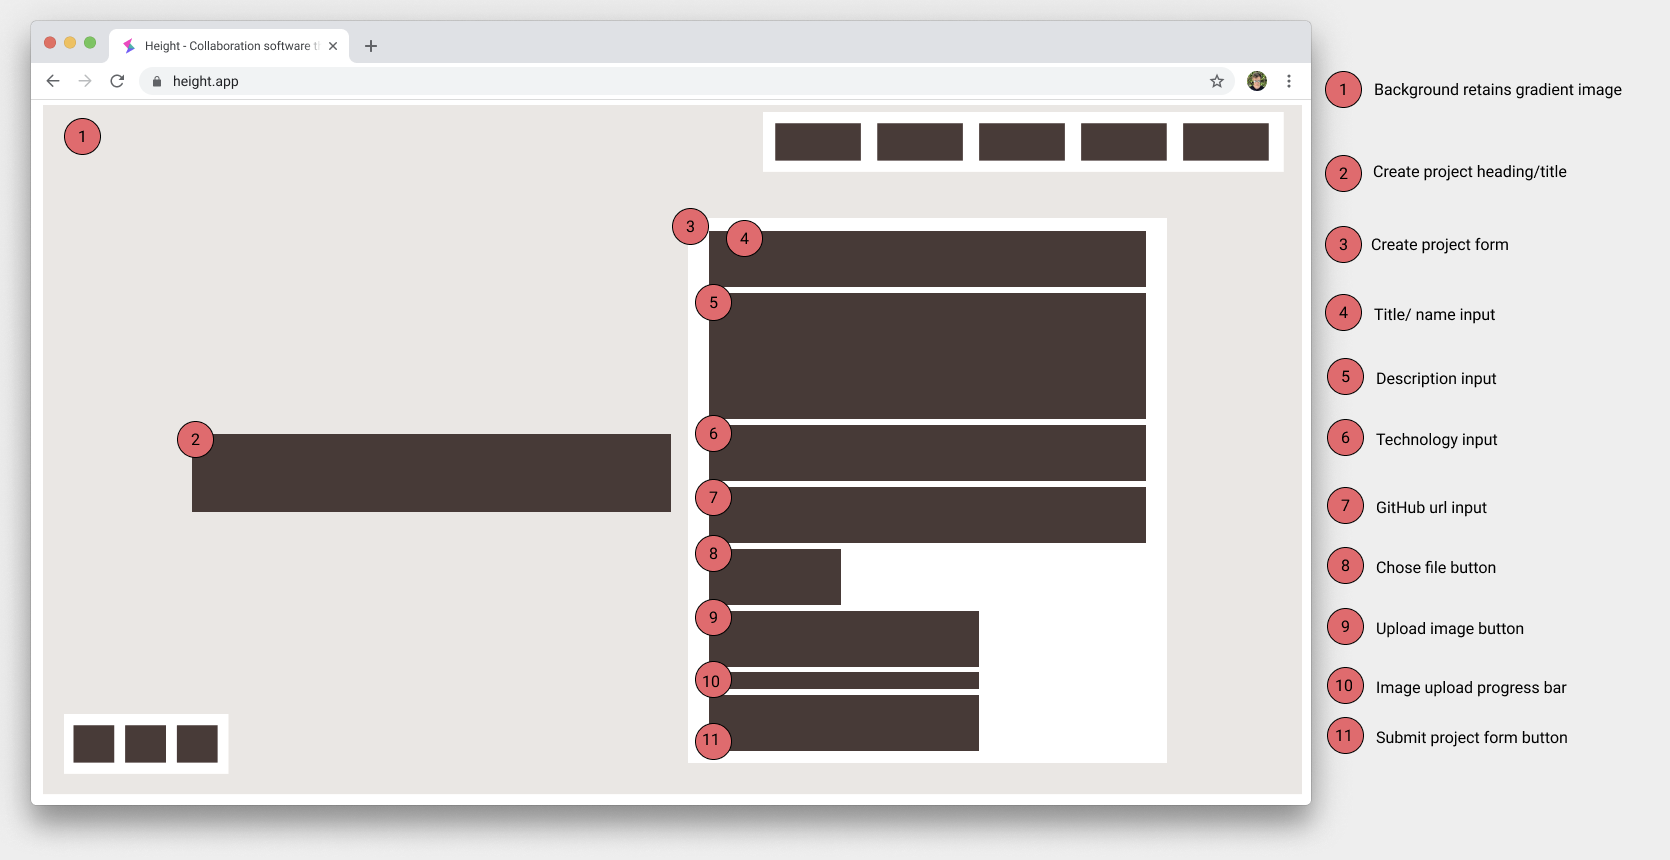 Height - Collaboration software t
height.app
1
2
3
4
5
6
7
8
9
10
11
1 Background retains gradient image
2 Create project heading/title
3 Create project form
4 Title/ name input
5 Description input
6 Technology input
7 GitHub url input
8 Chose file button
9 Upload image button
10 Image upload progress bar
11 Submit project form button